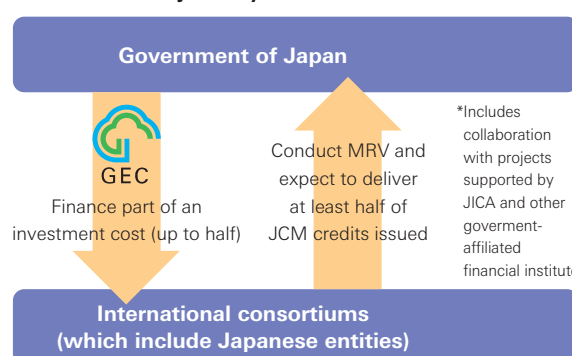 Government of Japan
GEC
Finance part of an
investment cost (up to half)
Conduct MRV and
expect to deliver
at least half of
JCM credits issued
*Includes
collaboration
with projects
supported by
JICA and other
goverment-
affiliated
financial institute
International consortiums
(which include Japanese entities)